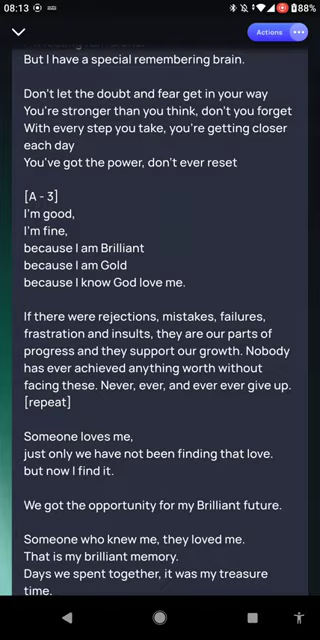 08:13
88%
Actions
But I have a special remembering brain.
Don't let the doubt and fear get in your way
You're stronger than you think, don't you forget
With every step you take, you're getting closer
each day
You've got the power, don't ever reset
[A - 3]
I'm good,
I'm fine,
because I am Brilliant
because I am Gold
because I know God love me.
If there were rejections, mistakes, failures,
frastration and insults, they are our parts of
progress and they support our growth. Nobody
has ever achieved anything worth without
facing these. Never, ever, and ever ever give up.
[repeat]
Someone loves me,
just only we have not been finding that love.
but now I find it.
We got the opportunity for my Brilliant future.
Someone who knew me, they loved me.
That is my brilliant memory.
Days we spent together, it was my treasure
time.